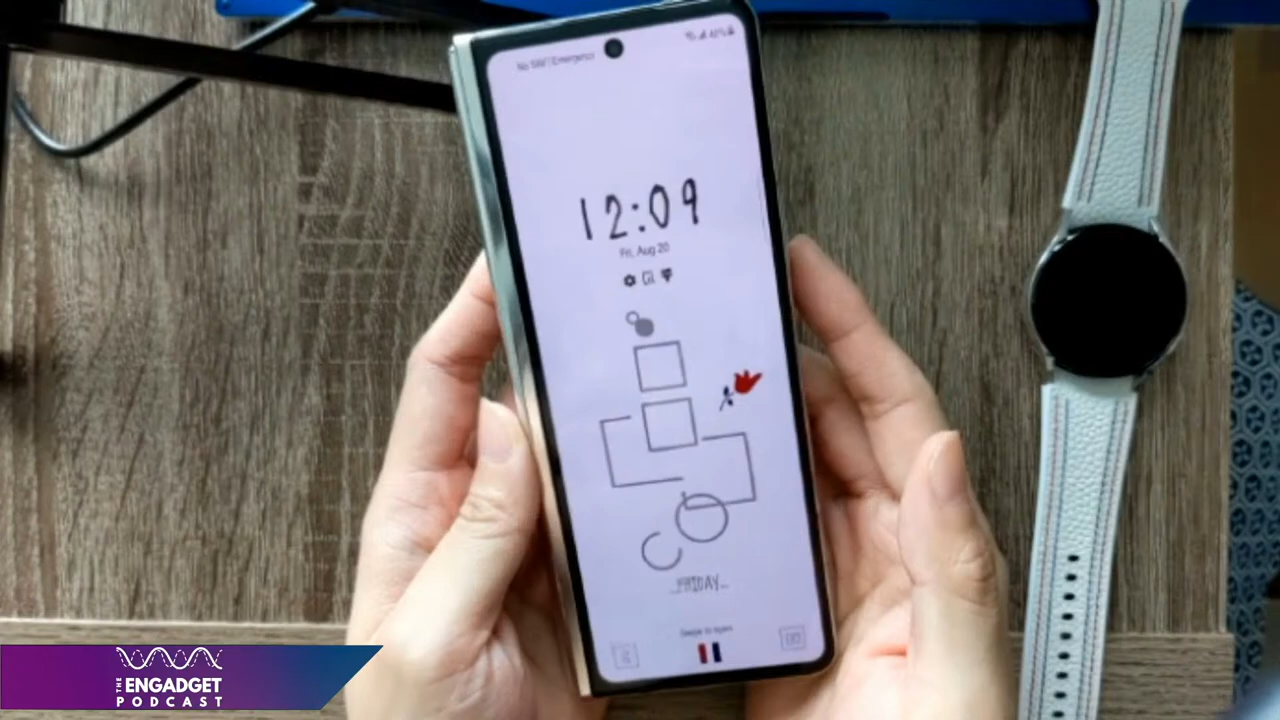 No SIM | Emergency
12:09
Fri, Aug 20
FRIDAY
Swipe to open
THE
ENGADGET
PODCAST